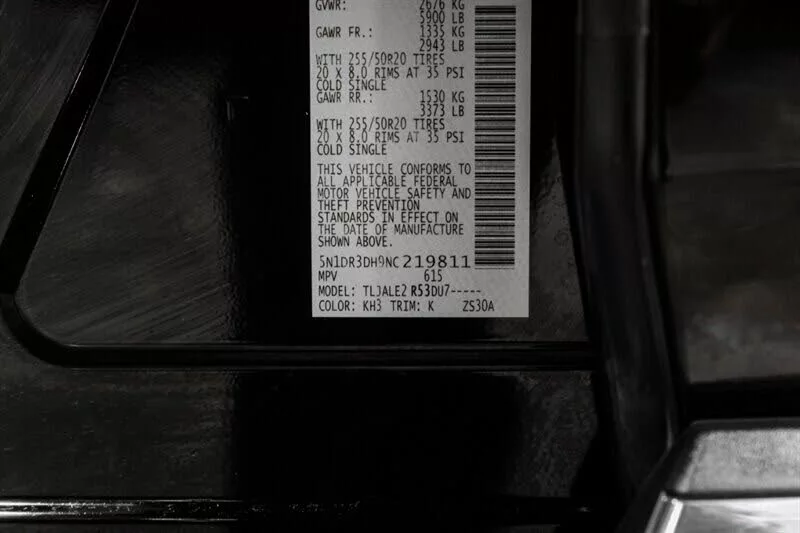 GVWR: 2676 KG
5900 LB
GAWR FR.: 1335 KG
2943 LB
WITH 255/50R20 TIRES
20 X 8.0 RIMS AT 35 PSI
COLD SINGLE
GAWR RR.: 1530 KG
3373 LB
WITH 255/50R20 TIRES
20 X 8.0 RIMS AT 35 PSI
COLD SINGLE
THIS VEHICLE CONFORMS TO
ALL APPLICABLE FEDERAL
MOTOR VEHICLE SAFETY AND
THEFT PREVENTION
STANDARDS IN EFFECT ON
THE DATE OF MANUFACTURE
SHOWN ABOVE.
5N1DR3DH9NC219811
MPV 615
MODEL: TLJALE2 R53DU7-----
COLOR: KH3 TRIM: K ZS30A